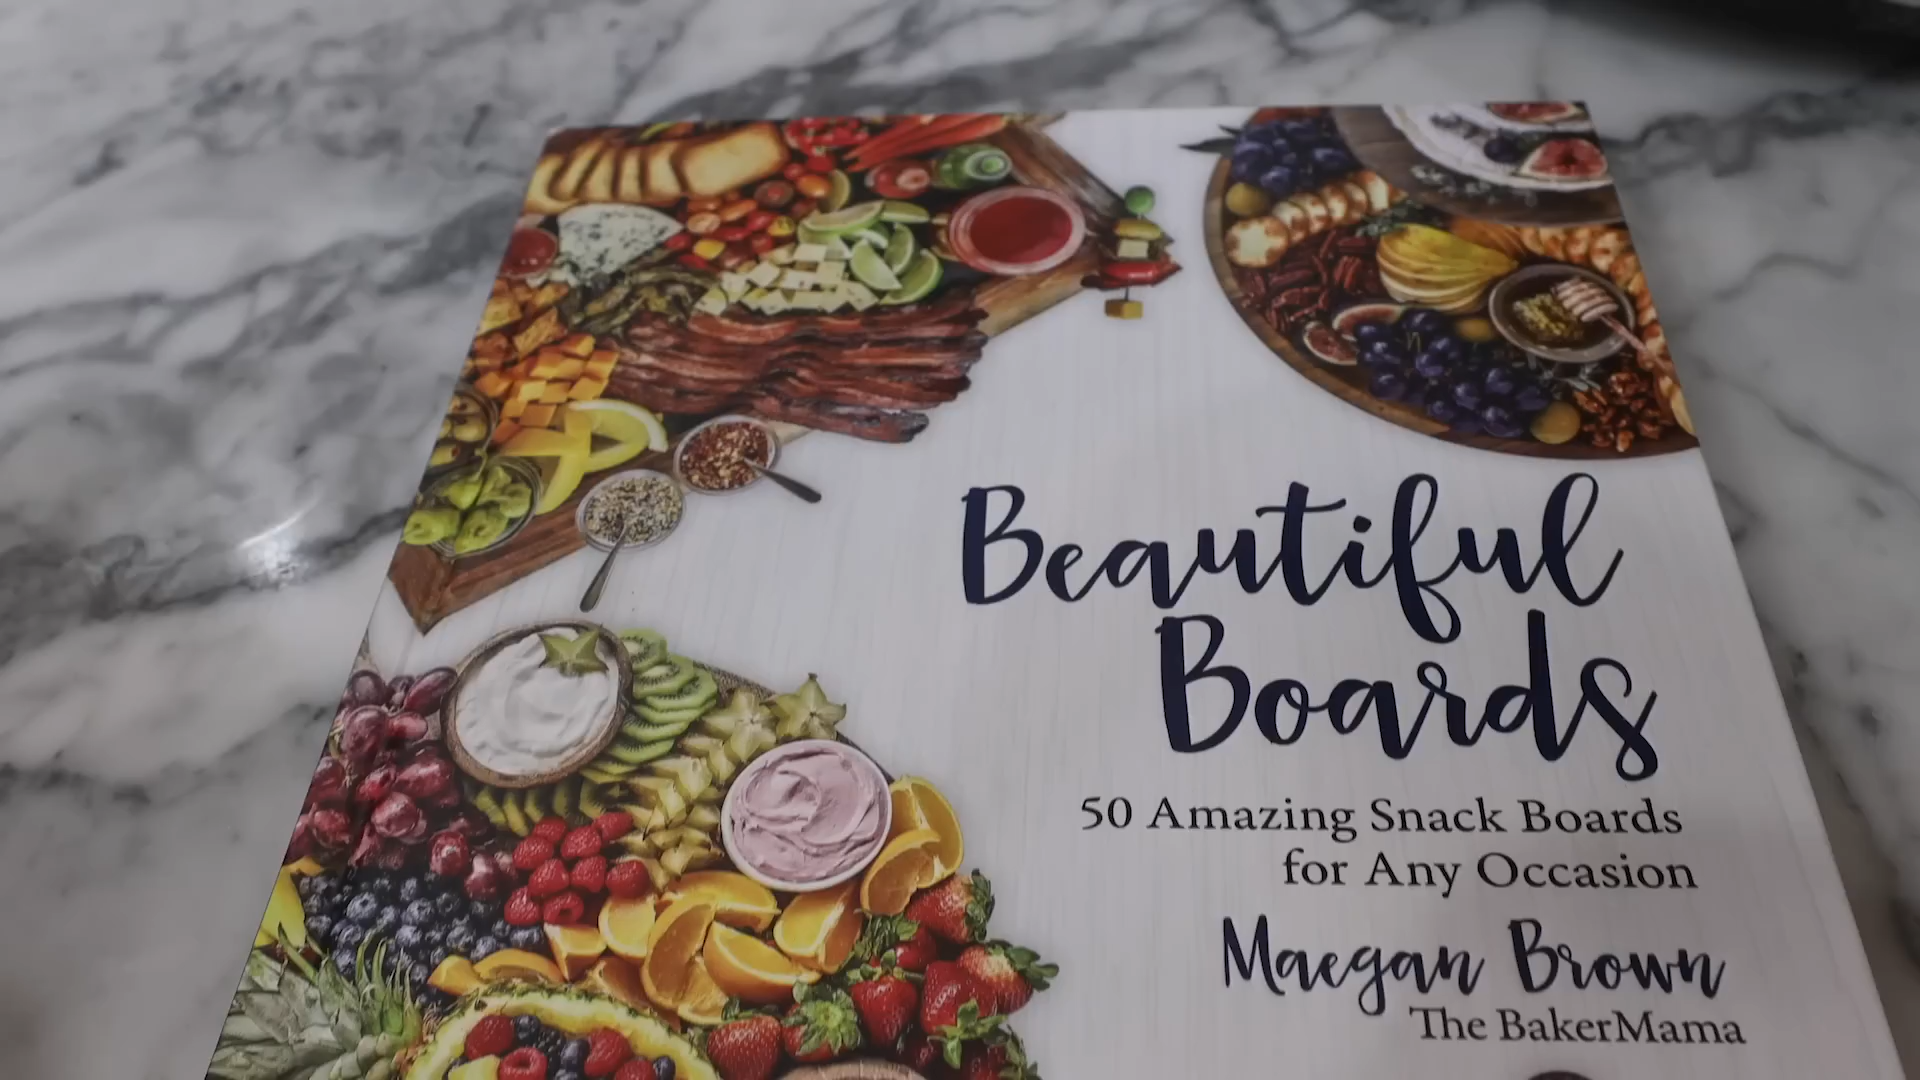 Beautiful
Boards
50 Amazing Snack Boards
for Any Occasion
Maegan Brown
The BakerMama